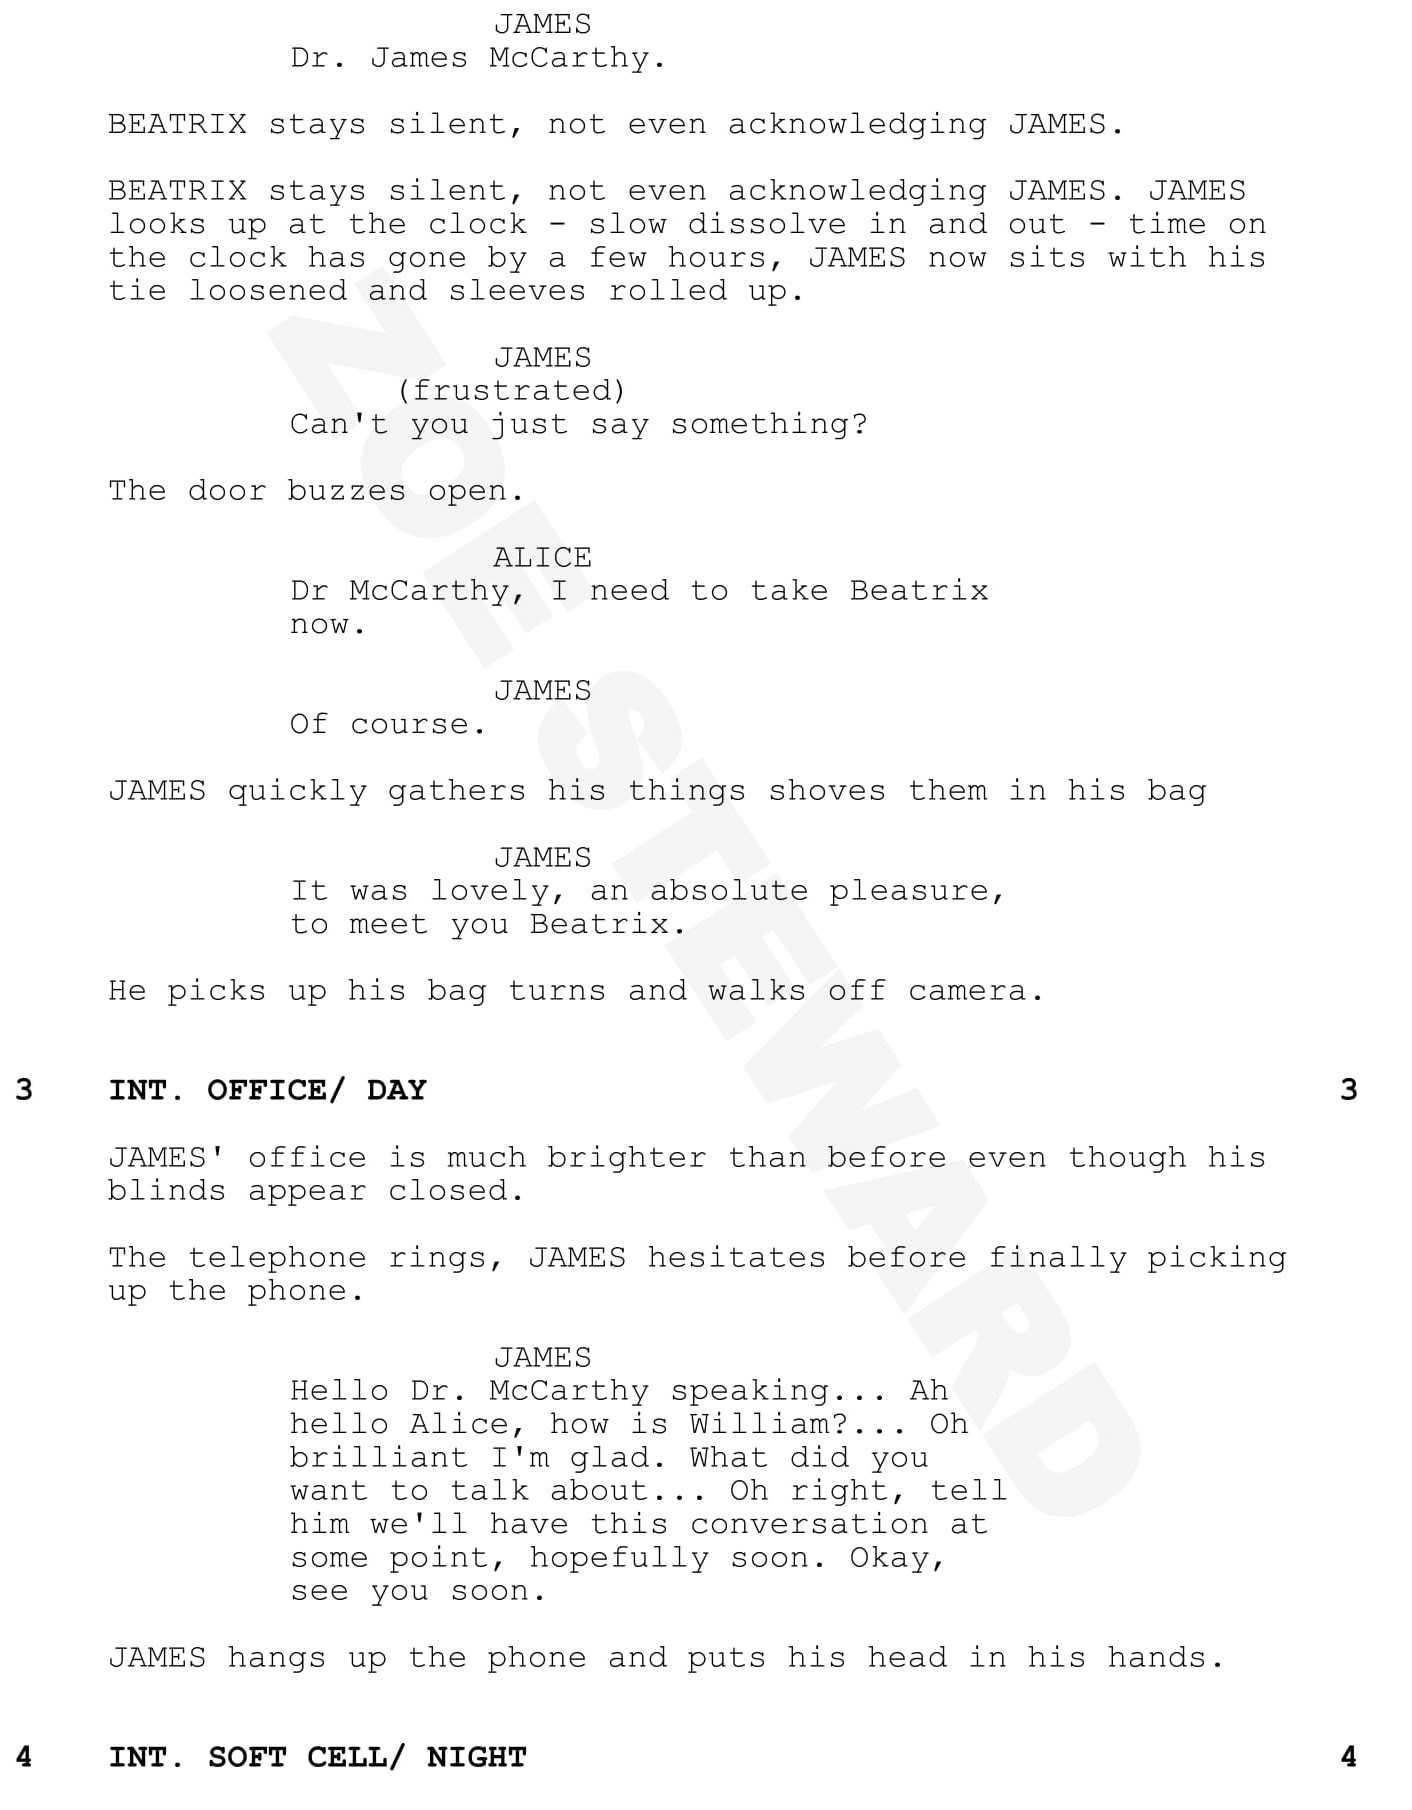 JAMES
Dr. James McCarthy.
BEATRIX stays silent, not even acknowledging JAMES.
BEATRIX stays silent, not even acknowledging JAMES. JAMES
looks up at the clock - slow dissolve in and out - time on
the clock has gone by a few hours, JAMES now sits with his
tie loosened and sleeves rolled up.
JAMES
(frustrated)
Can't you just say something?
The door buzzes open.
ALICE
Dr McCarthy, I need to take Beatrix
now.
JAMES
Of course.
JAMES quickly gathers his things shoves them in his bag
JAMES
It was lovely, an absolute pleasure,
to meet you Beatrix.
He picks up his bag turns and walks off camera.
3 INT. OFFICE/ DAY 3
JAMES' office is much brighter than before even though his
blinds appear closed.
The telephone rings, JAMES hesitates before finally picking
up the phone.
JAMES
Hello Dr. McCarthy speaking... Ah
hello Alice, how is William?... Oh
brilliant I'm glad. What did you
want to talk about... Oh right, tell
him we'll have this conversation at
some point, hopefully soon. Okay,
see you soon.
JAMES hangs up the phone and puts his head in his hands.
4 INT. SOFT CELL/ NIGHT 4
ZOE STEWARD